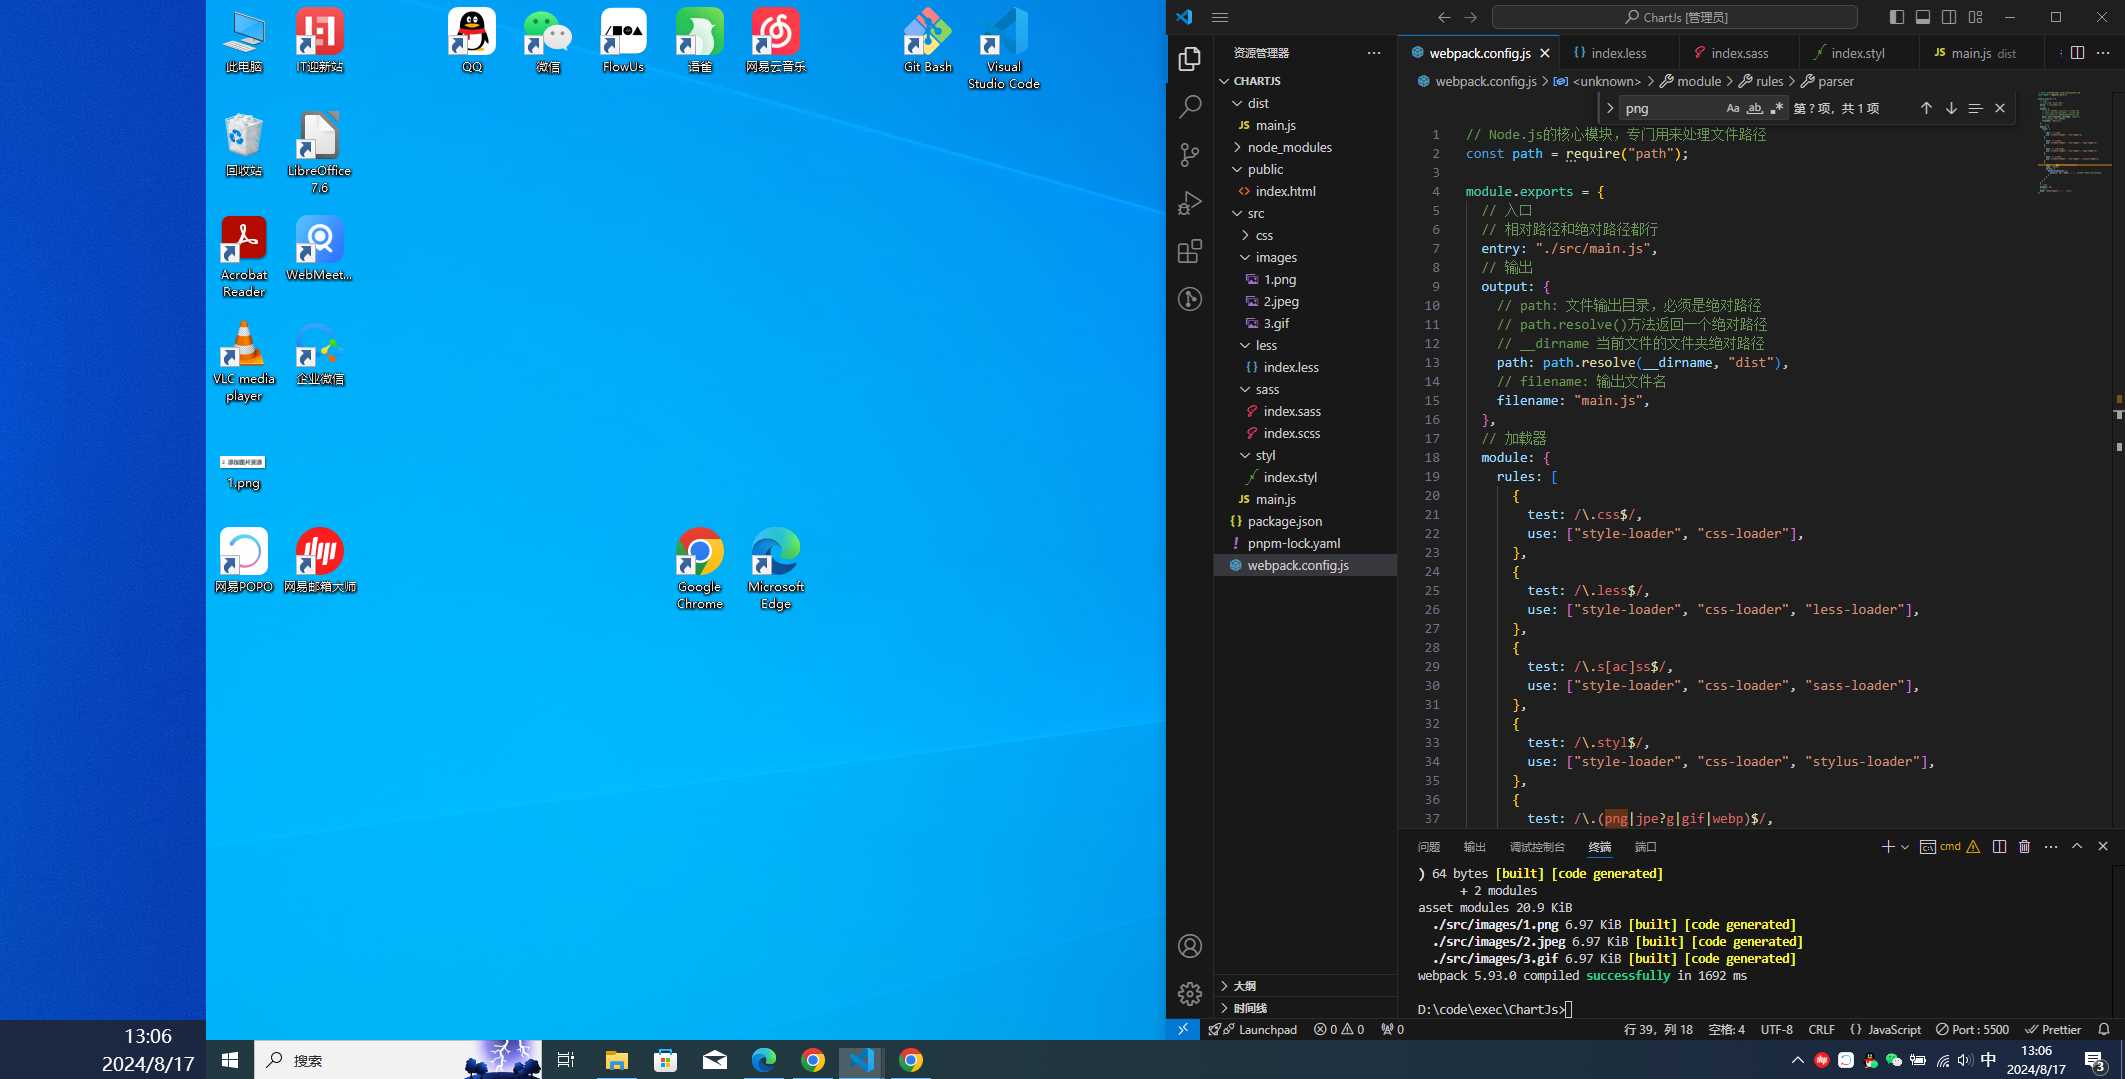 此电脑
IT迎新站
QQ
微信
FlowUs
语雀
网易云音乐
Git Bash
Visual
Studio Code
回收站
LibreOffice
7.6
Acrobat
Reader
WebMeet...
VLC media
player
企业微信
1.png
网易POPO
网易邮箱大师
Google
Chrome
Microsoft
Edge
13:06
2024/8/17
搜索
ChartJs [管理员]
资源管理器
CHARTJS
dist
JS main.js
node_modules
public
index.html
src
css
images
1.png
2.jpeg
3.gif
less
index.less
sass
index.sass
index.scss
styl
index.styl
JS main.js
package.json
pnpm-lock.yaml
webpack.config.js
大纲
时间线
webpack.config.js
index.less
index.sass
index.styl
JS main.js dist
webpack.config.js > <unknown> > module > rules > parser
png
Aa
ab
第 ? 项，共 1 项
1 // Node.js的核心模块，专门用来处理文件路径
2 const path = require("path");
3
4 module.exports = {
5 // 入口
6 // 相对路径和绝对路径都行
7 entry: "./src/main.js",
8 // 输出
9 output: {
10 // path: 文件输出目录，必须是绝对路径
11 // path.resolve()方法返回一个绝对路径
12 // __dirname 当前文件的文件夹绝对路径
13 path: path.resolve(__dirname, "dist"),
14 // filename: 输出文件名
15 filename: "main.js",
16 },
17 // 加载器
18 module: {
19 rules: [
20 {
21 test: /\.css$/,
22 use: ["style-loader", "css-loader"],
23 },
24 {
25 test: /\.less$/,
26 use: ["style-loader", "css-loader", "less-loader"],
27 },
28 {
29 test: /\.s[ac]ss$/,
30 use: ["style-loader", "css-loader", "sass-loader"],
31 },
32 {
33 test: /\.styl$/,
34 use: ["style-loader", "css-loader", "stylus-loader"],
35 },
36 {
37 test: /\.(png|jpe?g|gif|webp)$/,
问题
输出
调试控制台
终端
端口
cmd
) 64 bytes [built] [code generated]
+ 2 modules
asset modules 20.9 KiB
./src/images/1.png 6.97 KiB [built] [code generated]
./src/images/2.jpeg 6.97 KiB [built] [code generated]
./src/images/3.gif 6.97 KiB [built] [code generated]
webpack 5.93.0 compiled successfully in 1692 ms
D:\code\exec\ChartJs>
Launchpad
0
0
0
行 39，列 18
空格: 4
UTF-8
CRLF
{ } JavaScript
Port : 5500
Prettier
中
13:06
2024/8/17
3